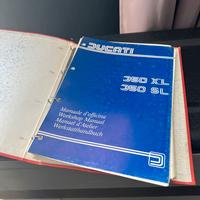 DUCATI
350 XL
350 SL
Manuale d'officina
Workshop Manual
Manuel d'Atelier
Werkstatthandbuch